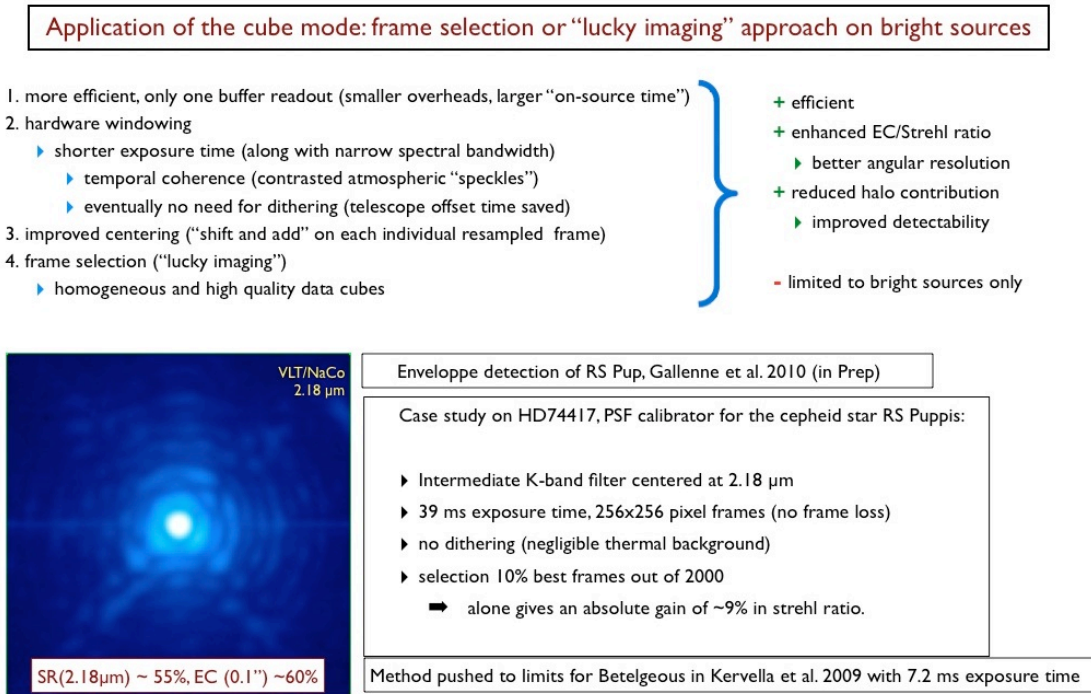 Application of the cube mode: frame selection or “lucky imaging” approach on bright sources
1. more efficient, only one buffer readout (smaller overheads, larger “on-source time”)
2. hardware windowing
shorter exposure time (along with narrow spectral bandwidth)
temporal coherence (contrasted atmospheric “speckles”)
eventually no need for dithering (telescope offset time saved)
3. improved centering (“shift and add” on each individual resampled frame)
4. frame selection (“lucky imaging”)
homogeneous and high quality data cubes
+ efficient
+ enhanced EC/Strehl ratio
better angular resolution
+ reduced halo contribution
improved detectability
- limited to bright sources only
VLT/NaCo
2.18 μm
SR(2.18μm) ~ 55%, EC (0.1”) ~60%
Enveloppe detection of RS Pup, Gallenne et al. 2010 (in Prep)
Case study on HD74417, PSF calibrator for the cepheid star RS Puppis:
Intermediate K-band filter centered at 2.18 μm
39 ms exposure time, 256x256 pixel frames (no frame loss)
no dithering (negligible thermal background)
selection 10% best frames out of 2000
➡ alone gives an absolute gain of ~9% in strehl ratio.
Method pushed to limits for Betelgeous in Kervella et al. 2009 with 7.2 ms exposure time